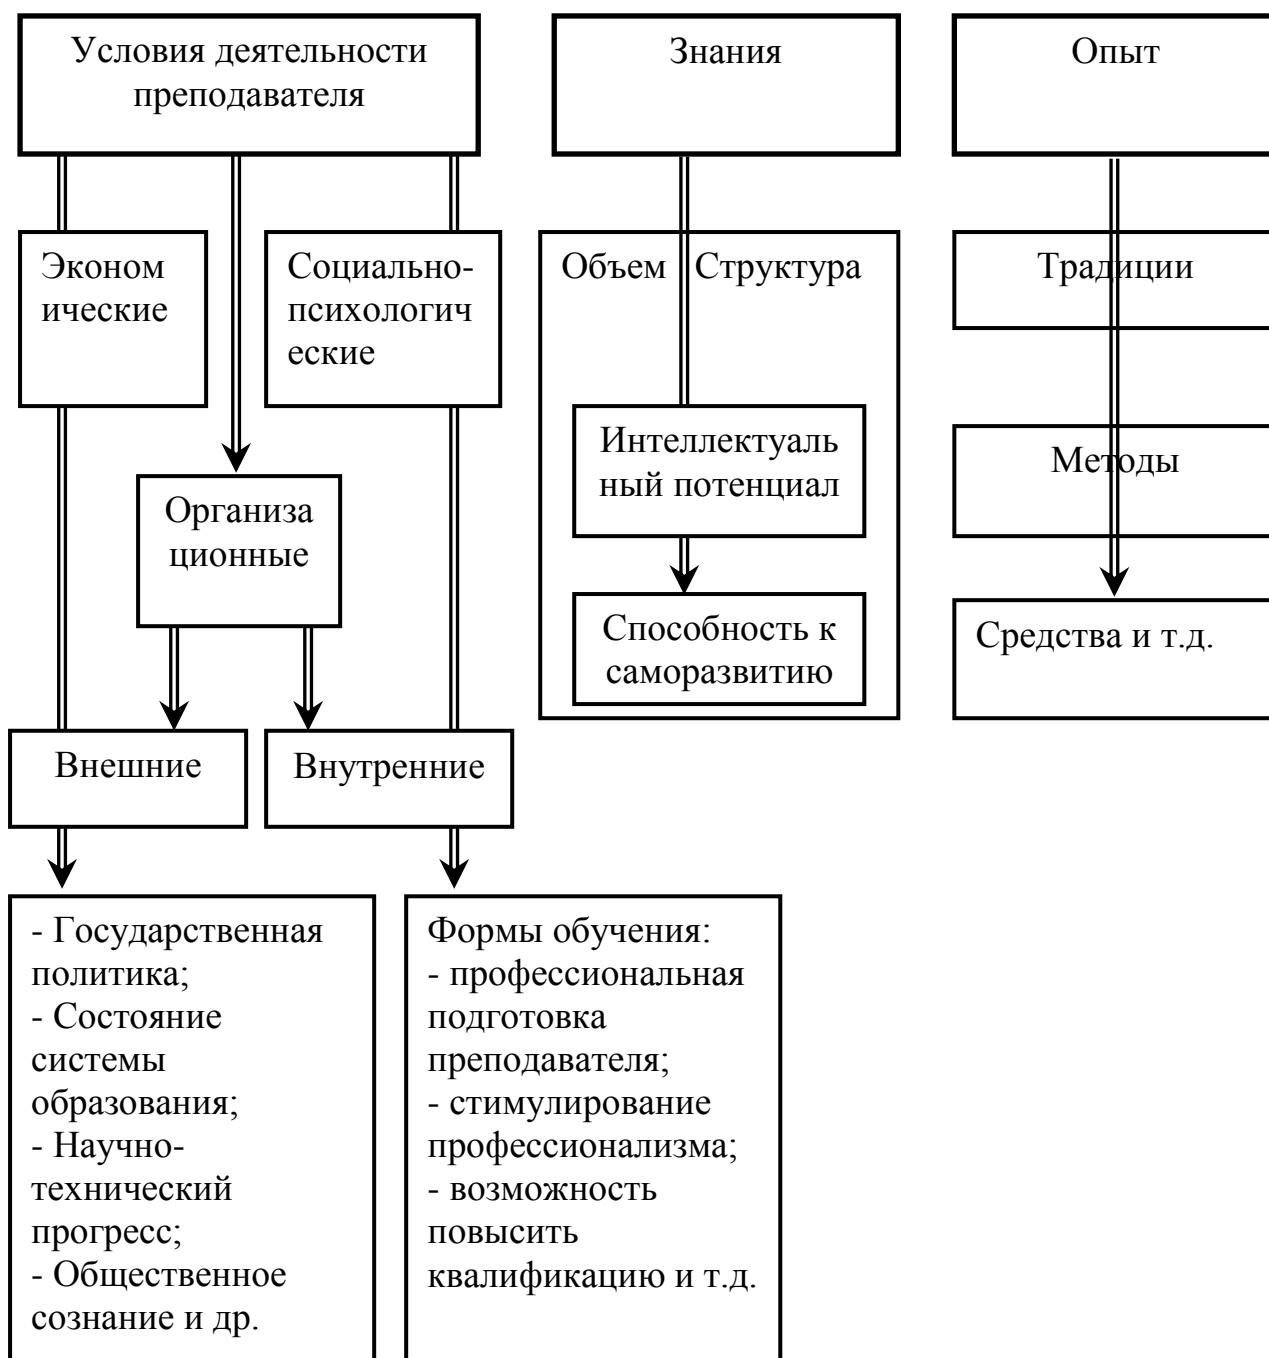 Условия деятельности
преподавателя
Знания
Опыт
Эконом
ические
Социально-
психологич
еские
Объем Структура
Традиции
Интеллектуаль
ный потенциал
Методы
Организа
ционные
Способность к
саморазвитию
Средства и т.д.
Внешние
Внутренние
- Государственная
политика;
- Состояние
системы
образования;
- Научно-
технический
прогресс;
- Общественное
сознание и др.
Формы обучения:
- профессиональная
подготовка
преподавателя;
- стимулирование
профессионализма;
- возможность
повысить
квалификацию и т.д.